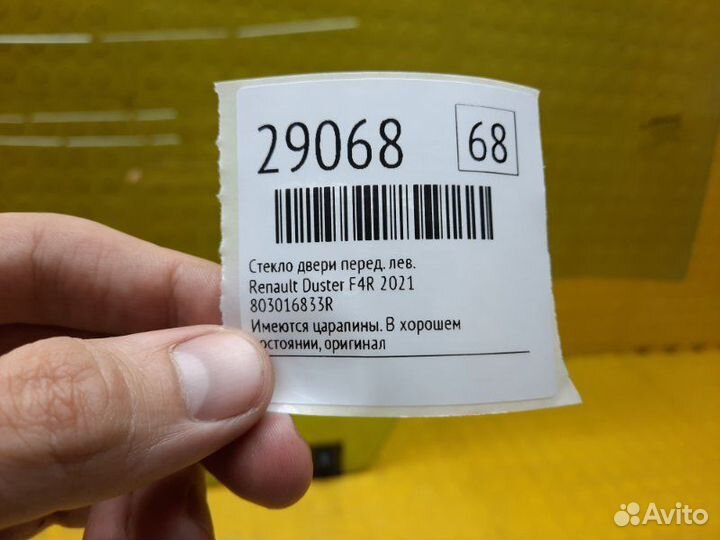 29068
68
Стекло двери перед. лев.
Renault Duster F4R 2021
803016833R
Имеются царапины. В хорошем
состоянии, оригинал
Avito